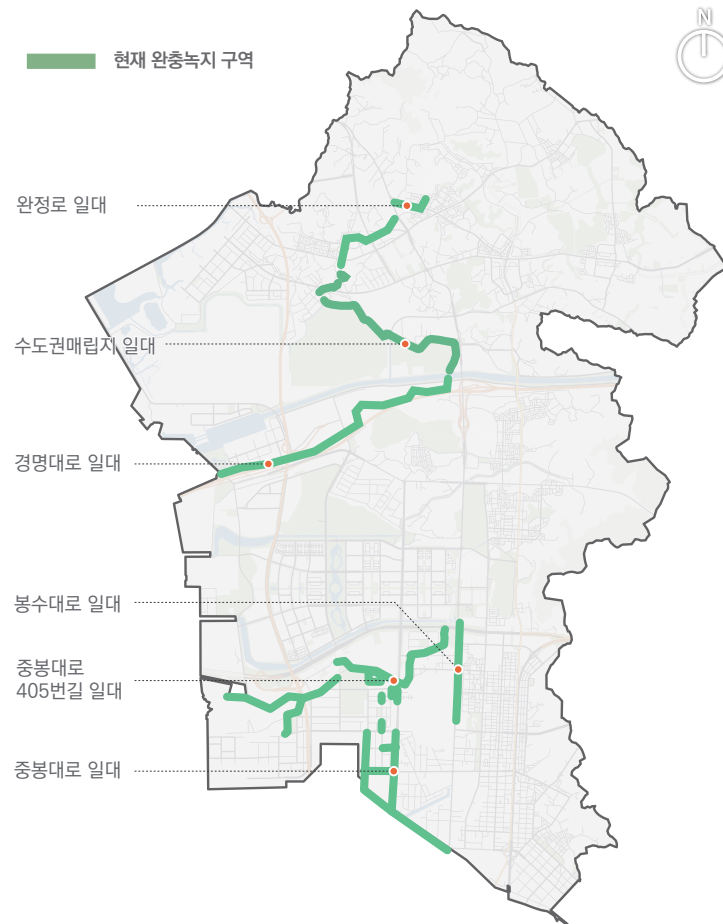 N
현재 완충녹지 구역
완정로 일대
수도권매립지 일대
경명대로 일대
봉수대로 일대
중봉대로
405번길 일대
중봉대로 일대